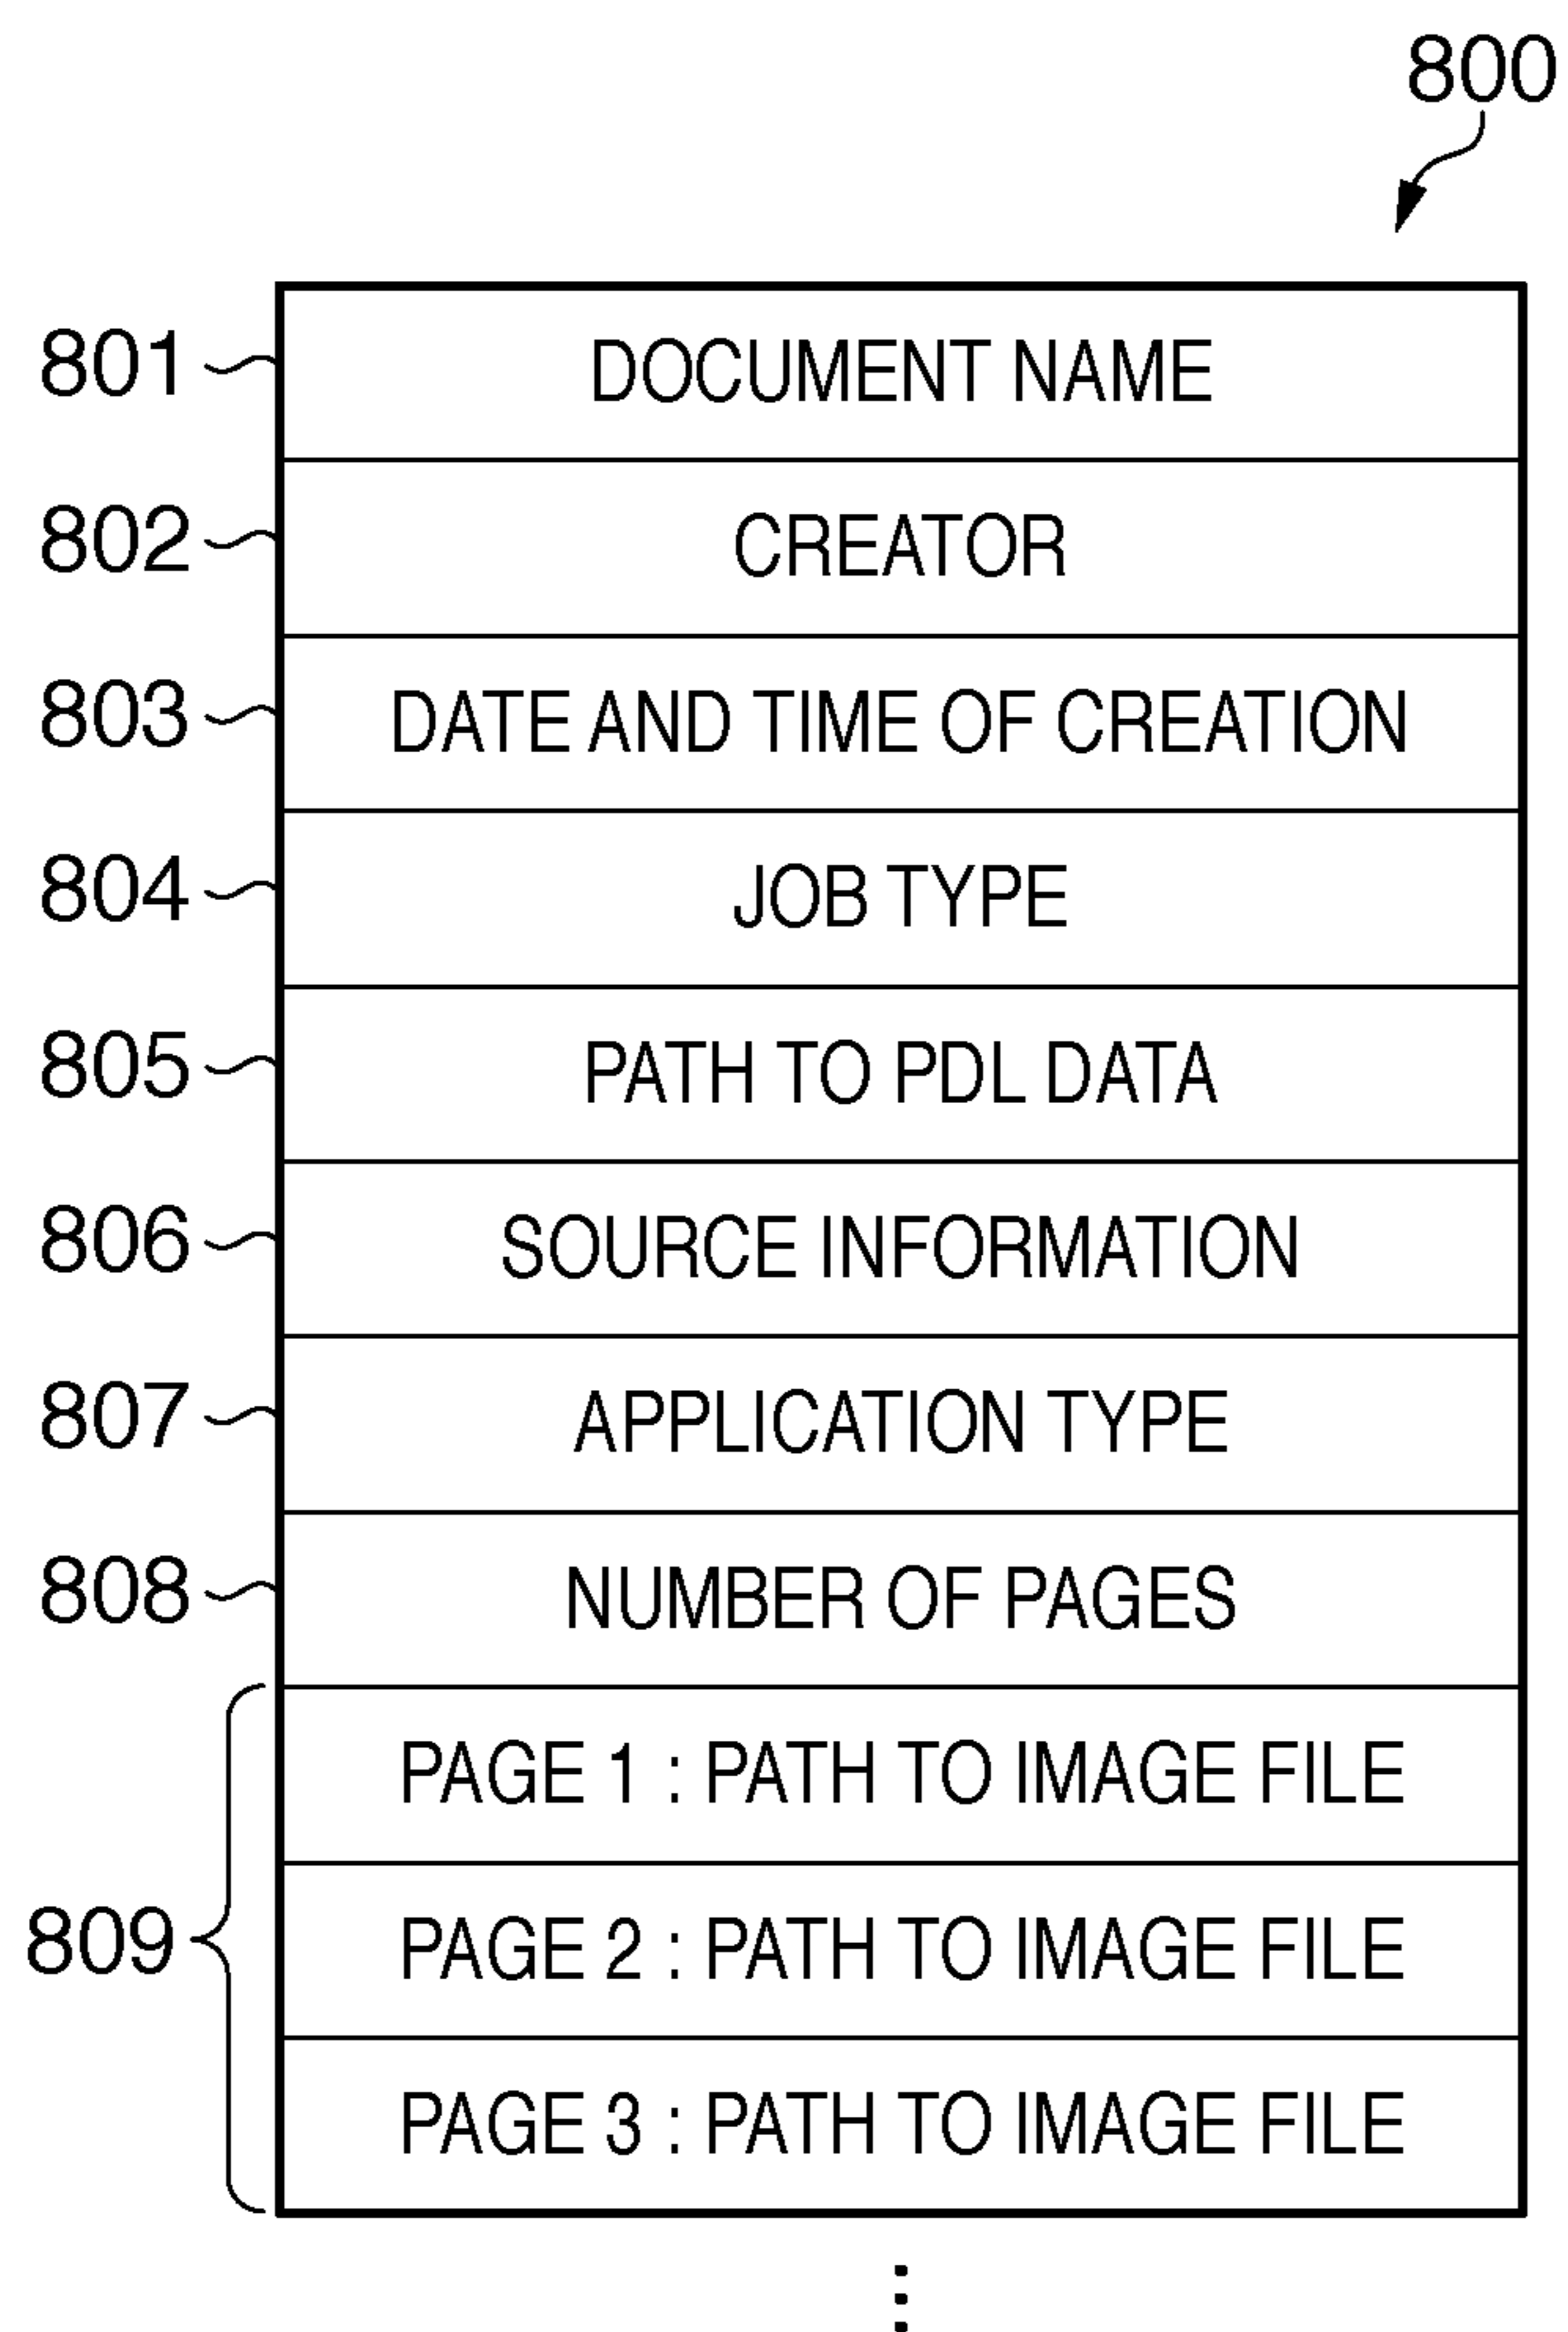 800
801 DOCUMENT NAME
802 CREATOR
803 DATE AND TIME OF CREATION
804 JOB TYPE
805 PATH TO PDL DATA
806 SOURCE INFORMATION
807 APPLICATION TYPE
808 NUMBER OF PAGES
PAGE 1 : PATH TO IMAGE FILE
809 PAGE 2 : PATH TO IMAGE FILE
PAGE 3 : PATH TO IMAGE FILE
⋮